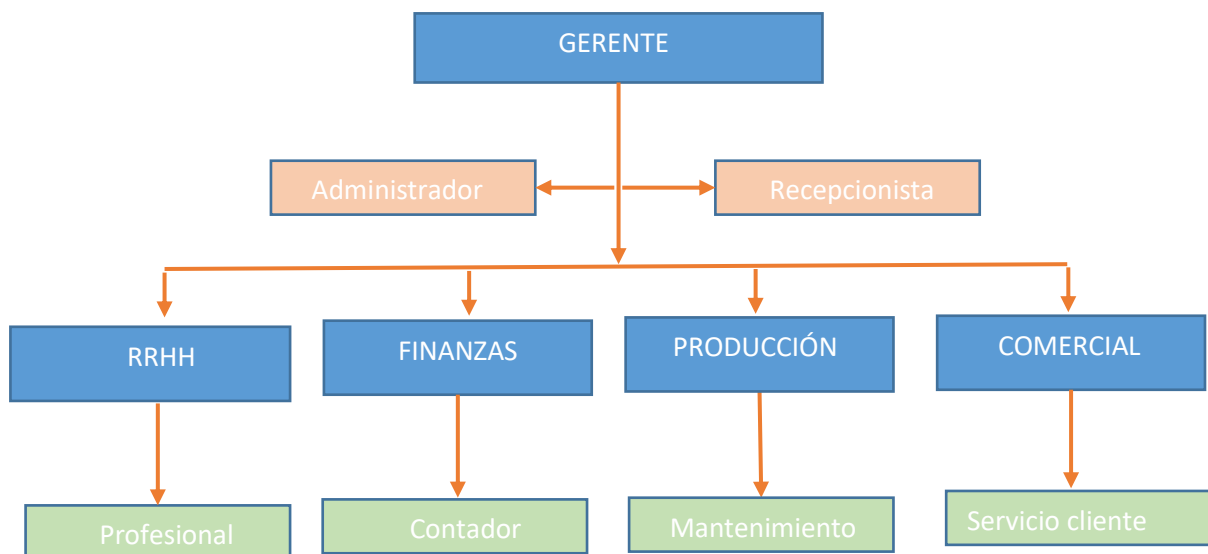 GERENTE
Administrador
Recepcionista
RRHH
FINANZAS
PRODUCCIÓN
COMERCIAL
Profesional
Contador
Mantenimiento
Servicio cliente